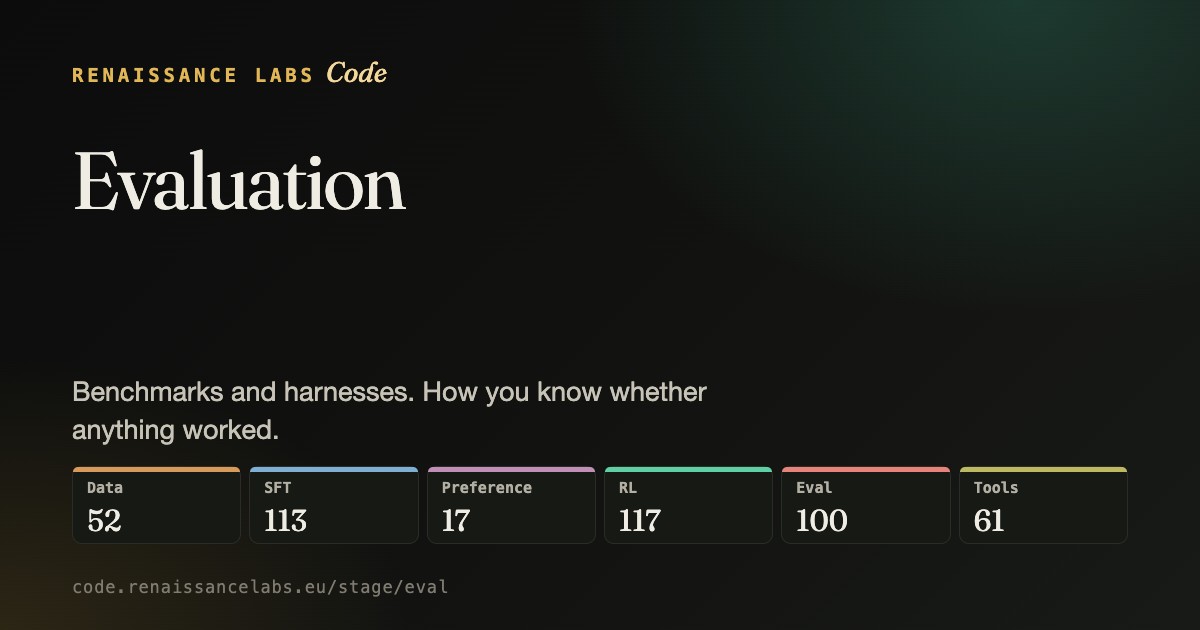 RENAISSANCE LABS Code
Evaluation
Benchmarks and harnesses. How you know whether
anything worked.
Data
52
SFT
113
Preference
17
RL
117
Eval
100
Tools
61
code.renaissancelabs.eu/stage/eval